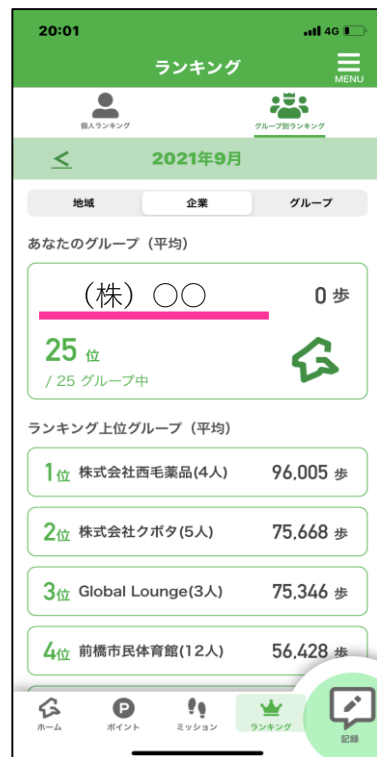 20:01
4G
ランキング
MENU
個人ランキング
グループ別ランキング
< 2021年9月
地域 企業 グループ
あなたのグループ（平均）
（株）○○ 0 歩
25 位
/ 25 グループ中
ランキング上位グループ（平均）
1位 株式会社西毛薬品(4人) 96,005 歩
2位 株式会社クボタ(5人) 75,668 歩
3位 Global Lounge(3人) 75,346 歩
4位 前橋市民体育館(12人) 56,428 歩
P
ホーム ポイント ミッション ランキング 記録